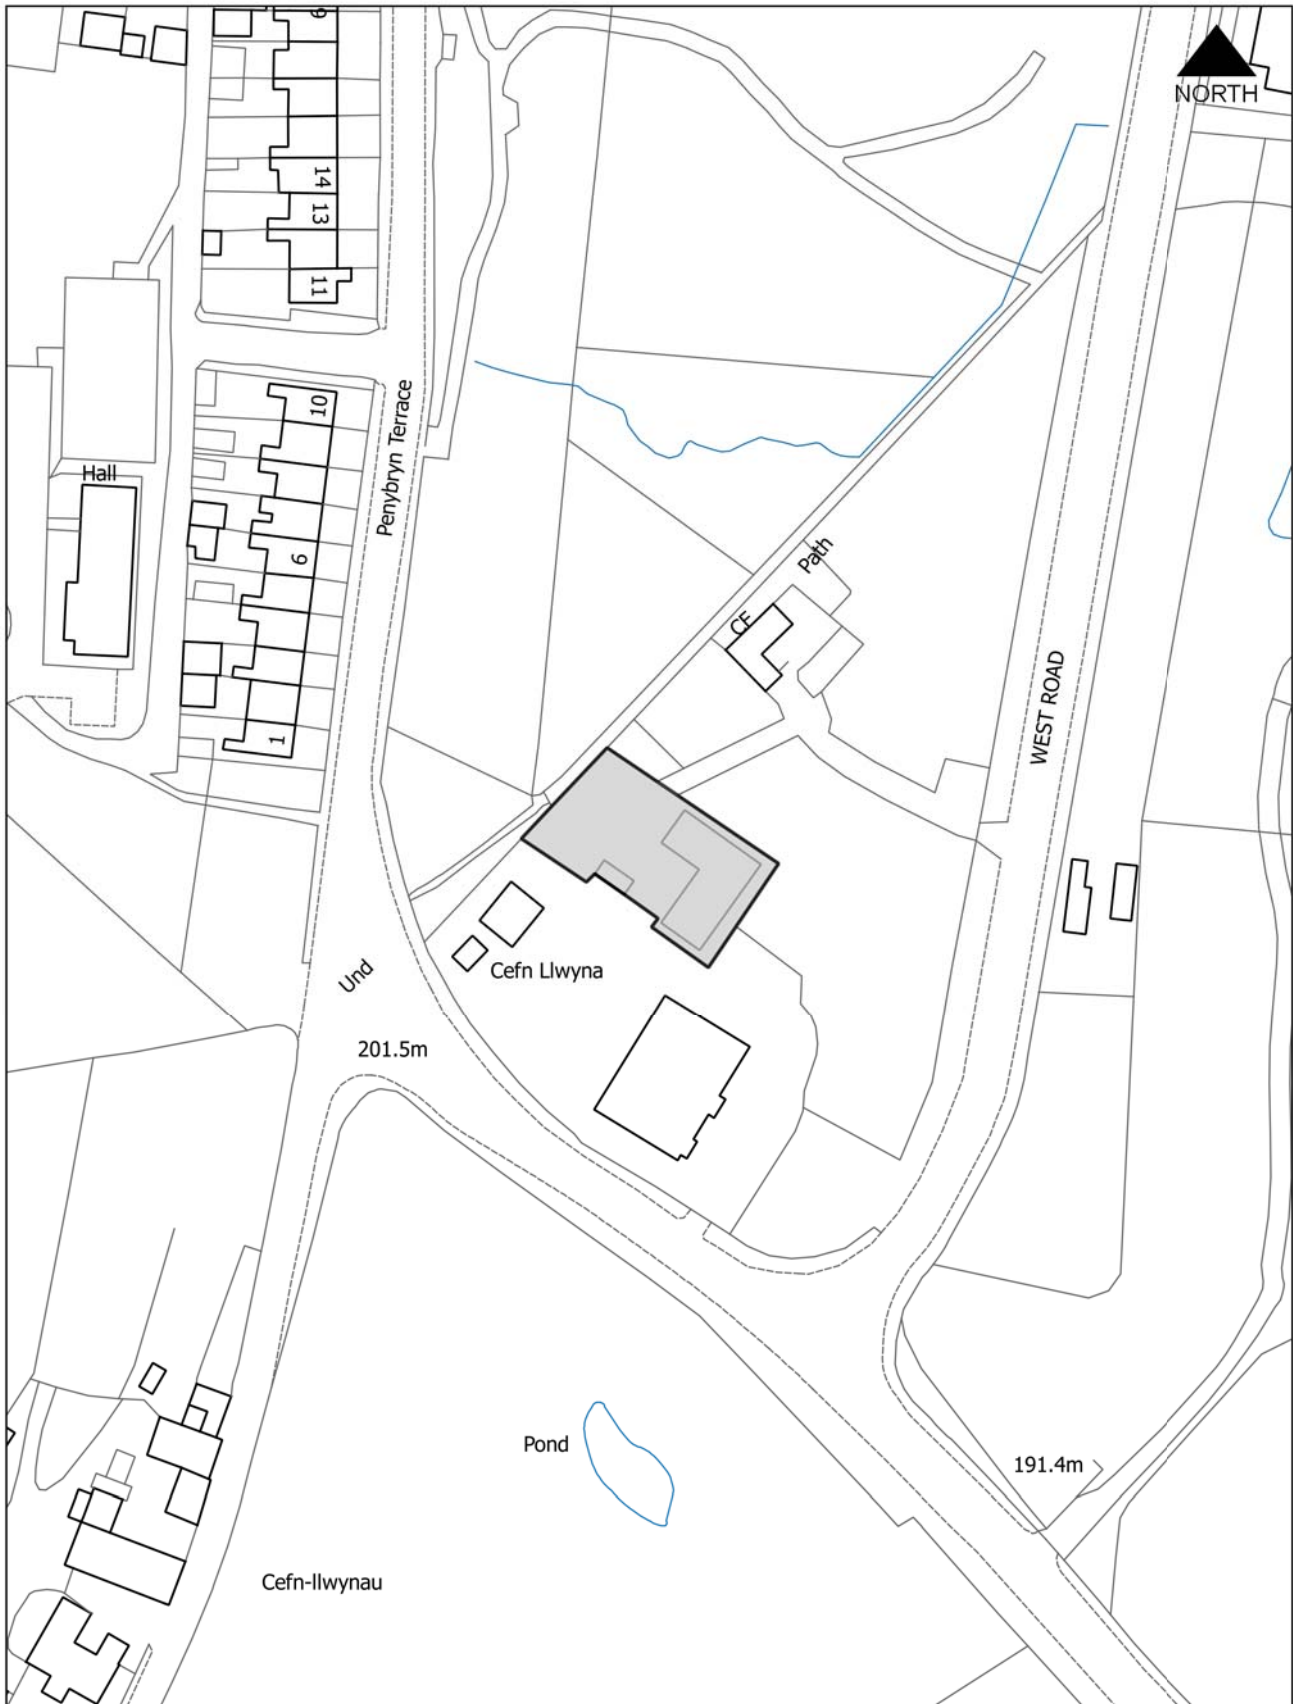 9
NORTH
14
13
11
10
Penybryn Terrace
Hall
6
Path
CF
WEST ROAD
1
Und
Cefn Llwyna
201.5m
Pond
191.4m
Cefn-llwynau